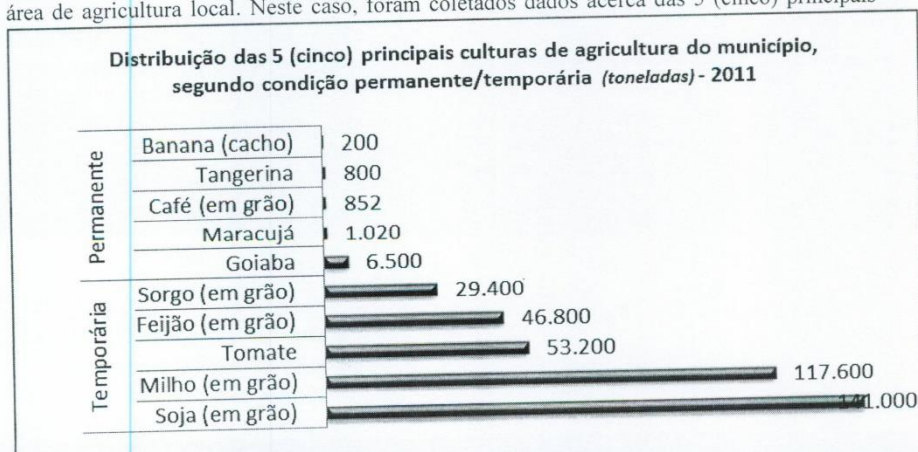 área de agricultura local. Neste caso, foram coletados dados acerca das 5 (cinco) principais
Distribuição das 5 (cinco) principais culturas de agricultura do município,
segundo condição permanente/temporária (toneladas) - 2011
Permanente
Banana (cacho) 200
Tangerina 800
Café (em grão) 852
Maracujá 1.020
Goiaba 6.500
Temporária
Sorgo (em grão) 29.400
Feijão (em grão) 46.800
Tomate 53.200
Milho (em grão) 117.600
Soja (em grão) 141.000